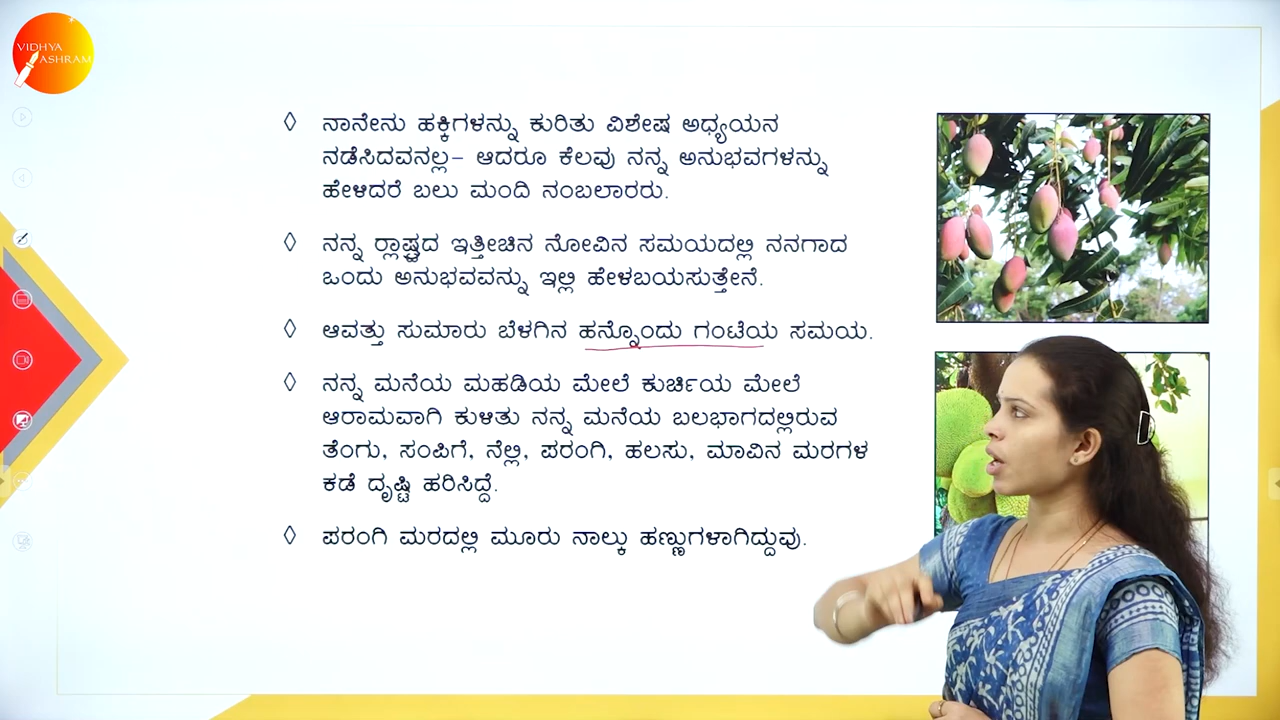 VIDHYA
ASHRAM
◊ ನಾನೇನು ಹಕ್ಕಿಗಳನ್ನು ಕುರಿತು ವಿಶೇಷ ಅಧ್ಯಯನ
ನಡೆಸಿದವನಲ್ಲ– ಆದರೂ ಕೆಲವು ನನ್ನ ಅನುಭವಗಳನ್ನು
ಹೇಳಿದರೆ ಬಲು ಮಂದಿ ನಂಬಲಾರರು.
◊ ನನ್ನ ಇತ್ತೀಚಿನ ನೋವಿನ ಸಮಯದಲ್ಲಿ ನನಗಾದ
ಒಂದು ಅನುಭವವನ್ನು ಇಲ್ಲಿ ಹೇಳಬಯಸುತ್ತೇನೆ.
◊ ಆವತ್ತು ಸುಮಾರು ಬೆಳಗಿನ ಹನ್ನೊಂದು ಗಂಟೆಯ ಸಮಯ.
◊ ನನ್ನ ಮನೆಯ ಮಹಡಿಯ ಮೇಲೆ ಕುರ್ಚಿಯ ಮೇಲೆ
ಆರಾಮವಾಗಿ ಕುಳಿತು ನನ್ನ ಮನೆಯ ಬಲಭಾಗದಲ್ಲಿರುವ
ತೆಂಗು, ಸಂಪಿಗೆ, ನೆಲ್ಲಿ, ಪರಂಗಿ, ಹಲಸು, ಮಾವಿನ ಮರಗಳ
ಕಡೆ ದೃಷ್ಟಿ ಹರಿಸಿದ್ದೆ.
◊ ಪರಂಗಿ ಮರದಲ್ಲಿ ಮೂರು ನಾಲ್ಕು ಹಣ್ಣುಗಳಾಗಿದ್ದುವು.